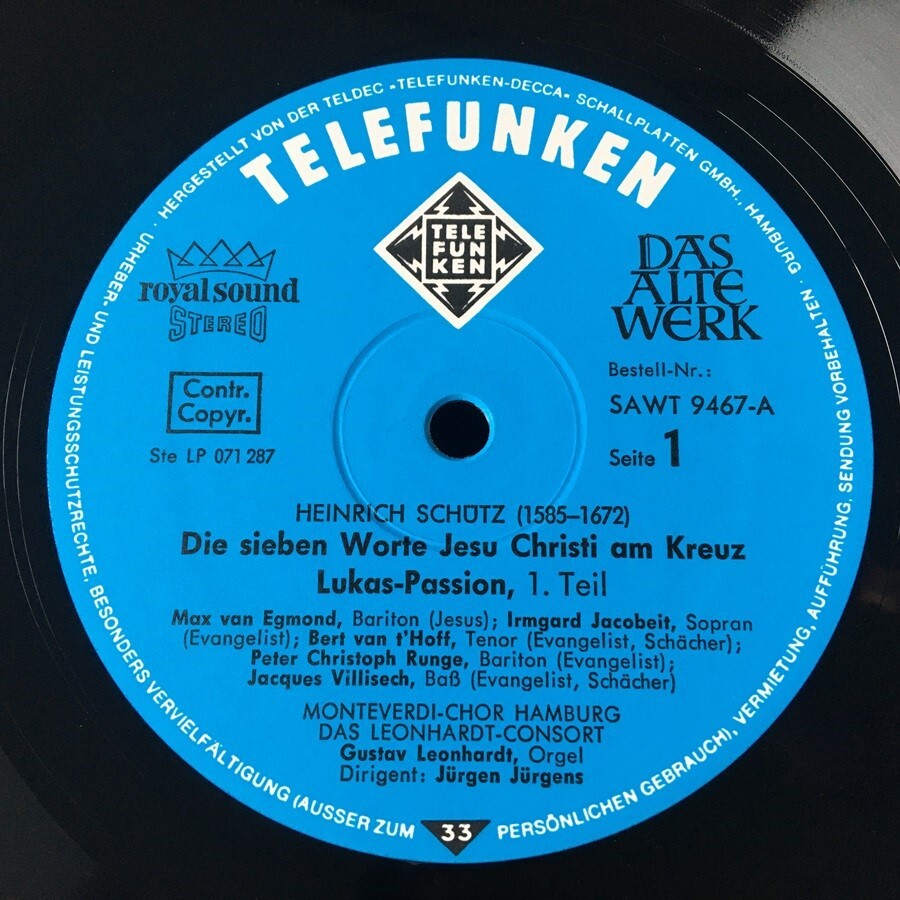 · HERGESTELLT VON DER TELDEC »TELEFUNKEN-DECCA« SCHALLPLATTEN GMBH., HAMBURG · URHEBER- UND LEISTUNGSSCHUTZRECHTE, BESONDERS VERVIELFÄLTIGUNG (AUSSER ZUM PERSÖNLICHEN GEBRAUCH), VERMIETUNG, AUFFÜHRUNG, SENDUNG VORBEHALTEN ·
TELEFUNKEN
TELE
FUN
KEN
royal sound
STEREO
DAS
ALTE
WERK
Contr.
Copyr.
Bestell-Nr.:
SAWT 9467-A
Ste LP 071 287
Seite 1
HEINRICH SCHÜTZ (1585–1672)
Die sieben Worte Jesu Christi am Kreuz
Lukas-Passion, 1. Teil
Max van Egmond, Bariton (Jesus); Irmgard Jacobeit, Sopran
(Evangelist); Bert van t'Hoff, Tenor (Evangelist, Schächer);
Peter Christoph Runge, Bariton (Evangelist);
Jacques Villisech, Baß (Evangelist, Schächer)
MONTEVERDI-CHOR HAMBURG
DAS LEONHARDT-CONSORT
Gustav Leonhardt, Orgel
Dirigent: Jürgen Jürgens
33